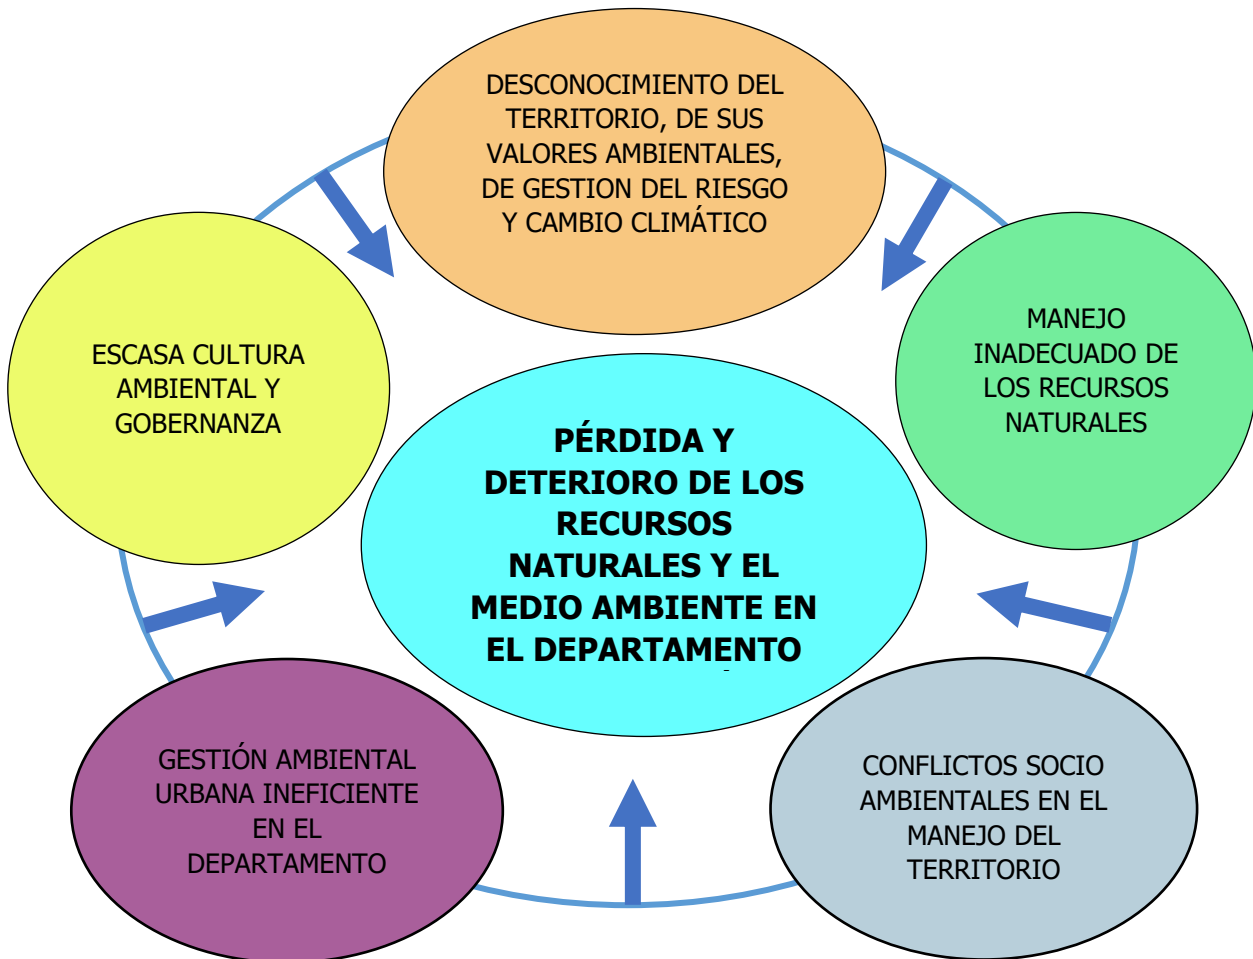 DESCONOCIMIENTO DEL
TERRITORIO, DE SUS
VALORES AMBIENTALES,
DE GESTION DEL RIESGO
Y CAMBIO CLIMÁTICO
ESCASA CULTURA
AMBIENTAL Y
GOBERNANZA
MANEJO
INADECUADO DE
LOS RECURSOS
NATURALES
PÉRDIDA Y
DETERIORO DE LOS
RECURSOS
NATURALES Y EL
MEDIO AMBIENTE EN
EL DEPARTAMENTO
GESTIÓN AMBIENTAL
URBANA INEFICIENTE
EN EL
DEPARTAMENTO
CONFLICTOS SOCIO
AMBIENTALES EN EL
MANEJO DEL
TERRITORIO